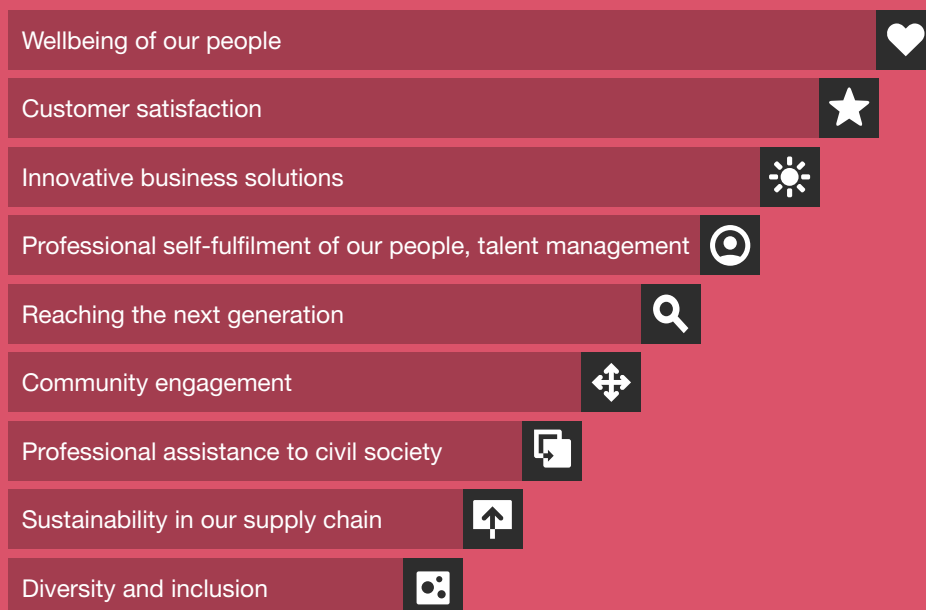 Wellbeing of our people
Customer satisfaction
Innovative business solutions
Professional self-fulfilment of our people, talent management
Reaching the next generation
Community engagement
Professional assistance to civil society
Sustainability in our supply chain
Diversity and inclusion